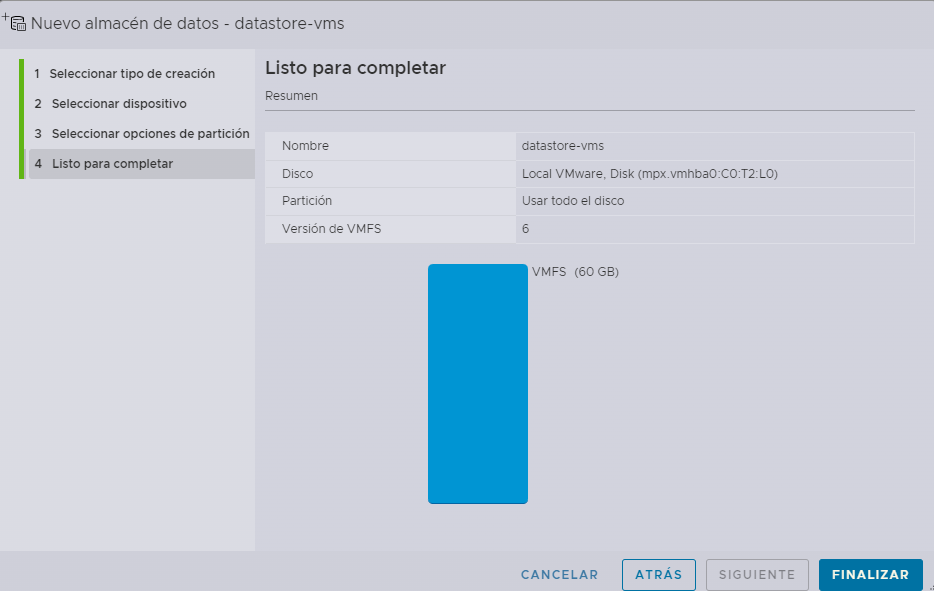 Nuevo almacén de datos - datastore-vms
1 Seleccionar tipo de creación
2 Seleccionar dispositivo
3 Seleccionar opciones de partición
4 Listo para completar
Listo para completar
Resumen
Nombre datastore-vms
Disco Local VMware, Disk (mpx.vmhba0:C0:T2:L0)
Partición Usar todo el disco
Versión de VMFS 6
VMFS (60 GB)
CANCELAR ATRÁS SIGUIENTE FINALIZAR